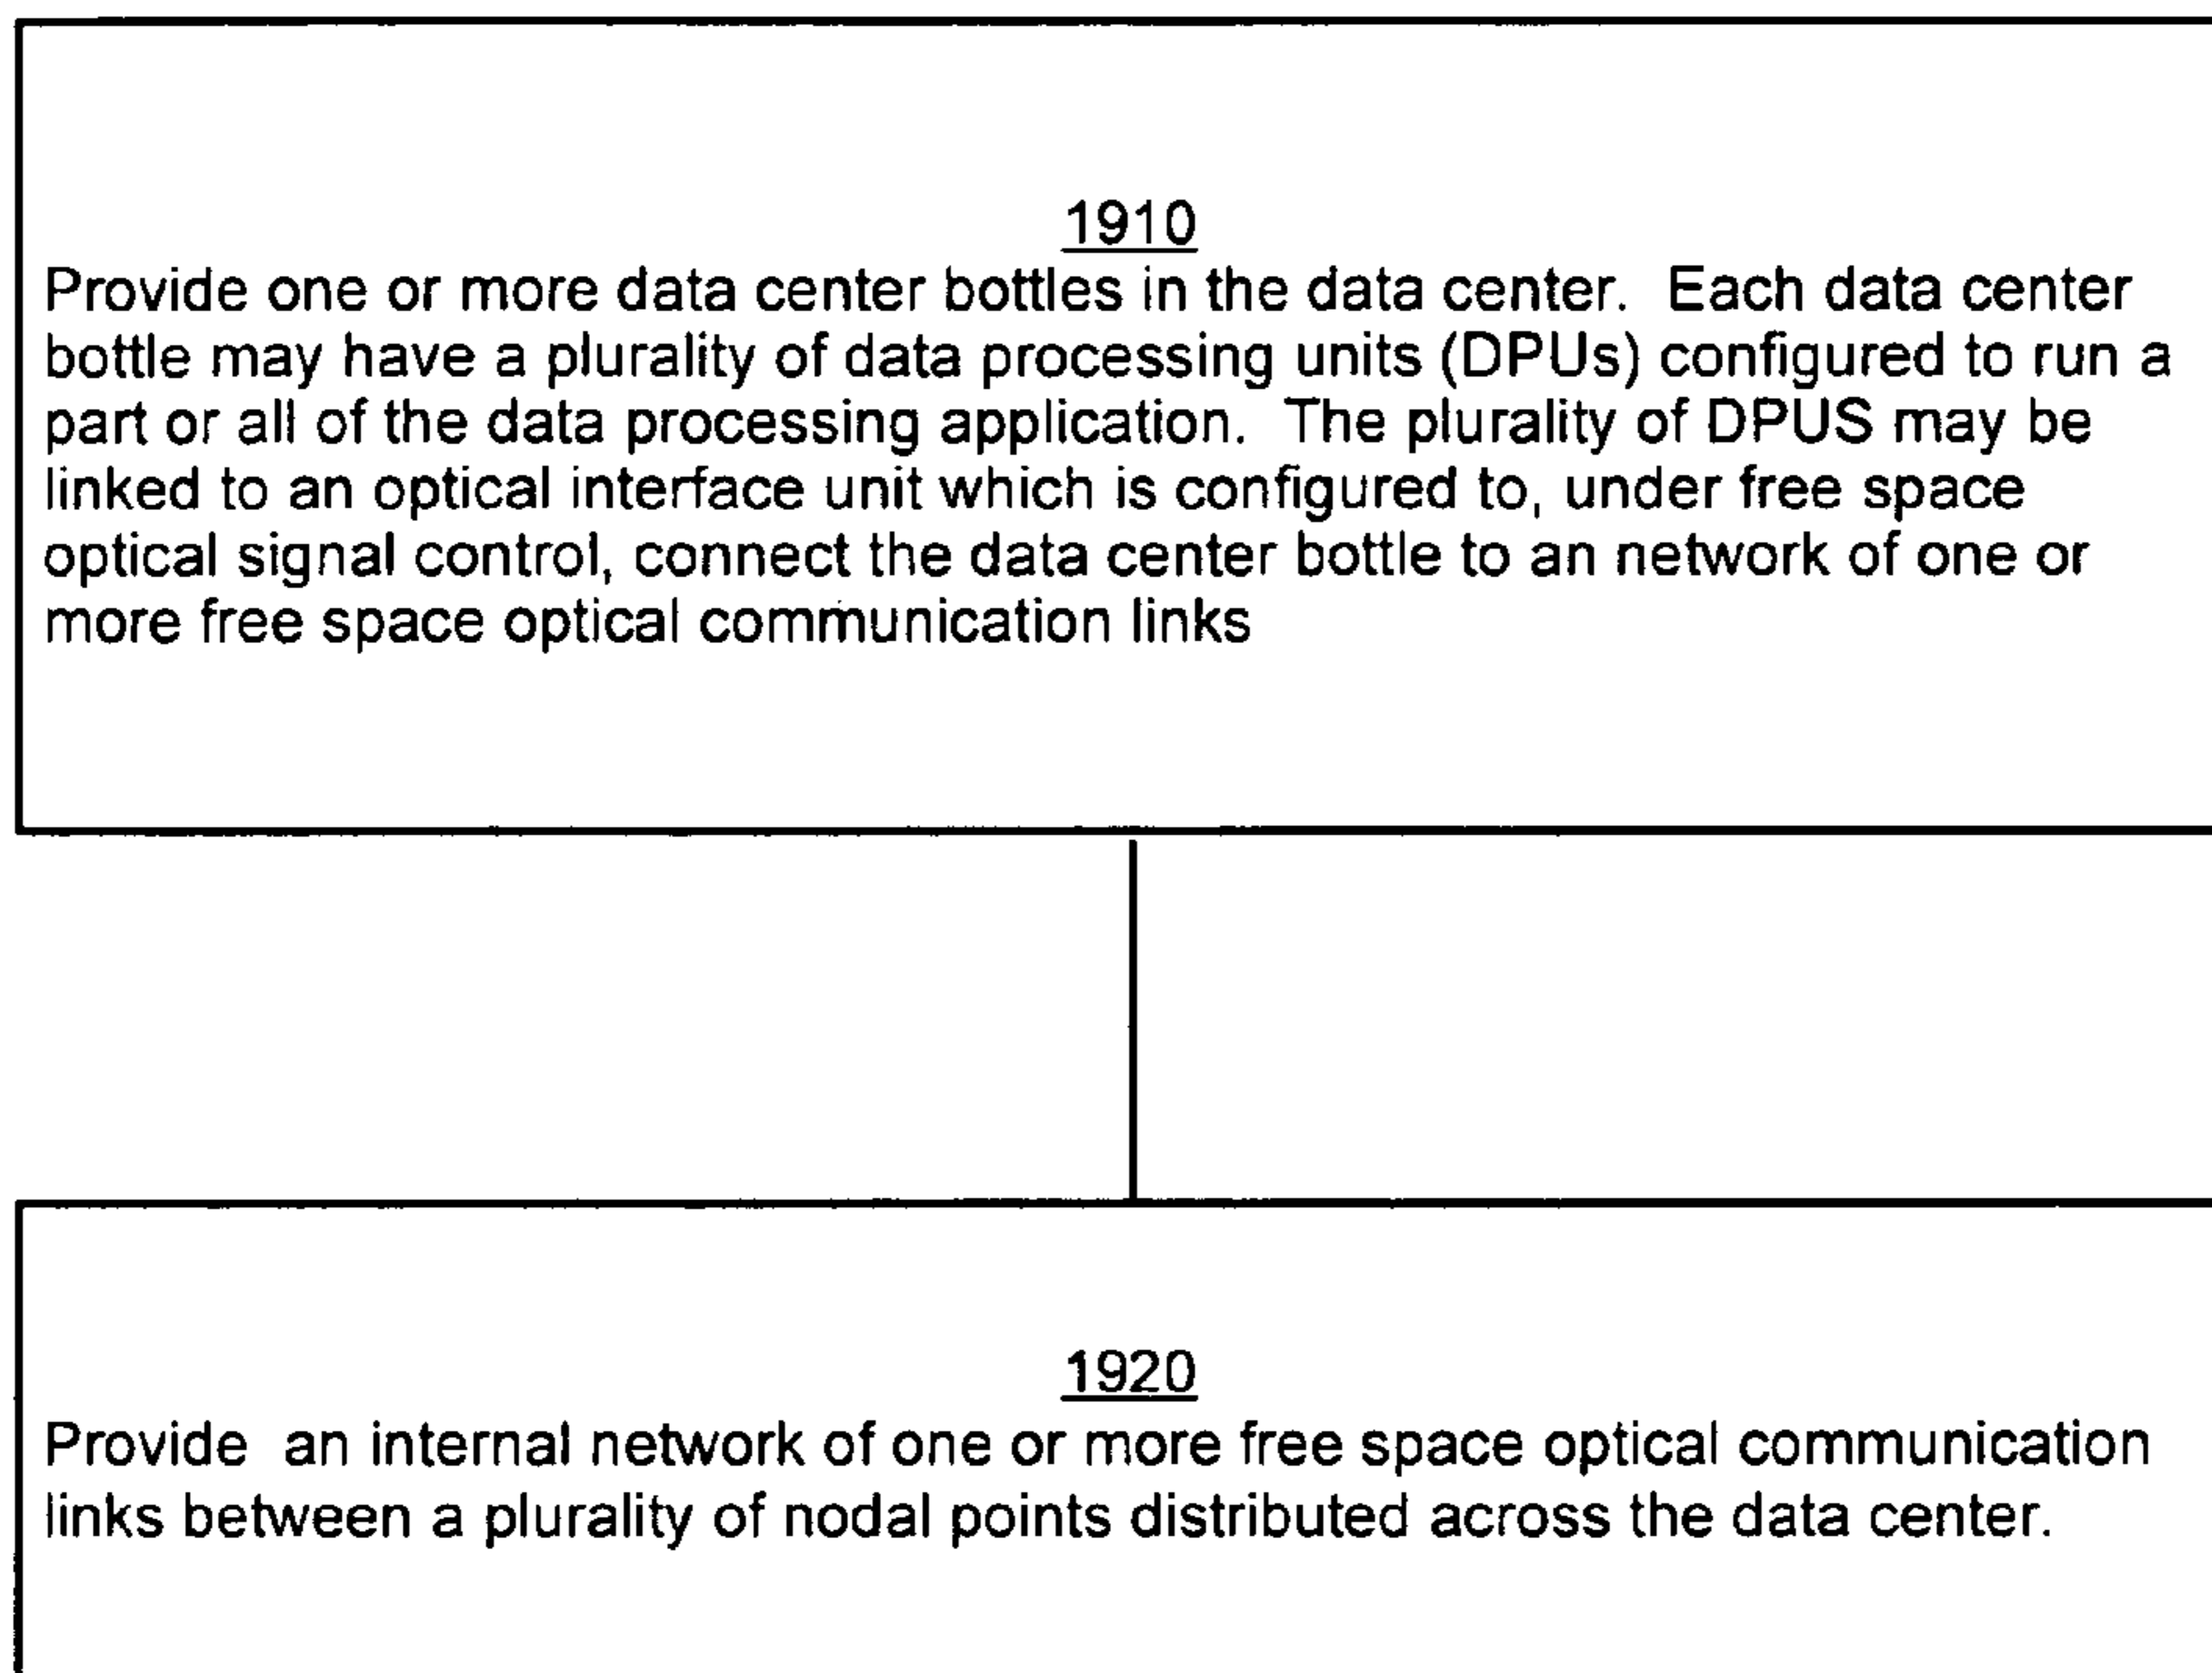 1910
Provide one or more data center bottles in the data center. Each data center
bottle may have a plurality of data processing units (DPUs) configured to run a
part or all of the data processing application. The plurality of DPUS may be
linked to an optical interface unit which is configured to, under free space
optical signal control, connect the data center bottle to an network of one or
more free space optical communication links
1920
Provide an internal network of one or more free space optical communication
links between a plurality of nodal points distributed across the data center.